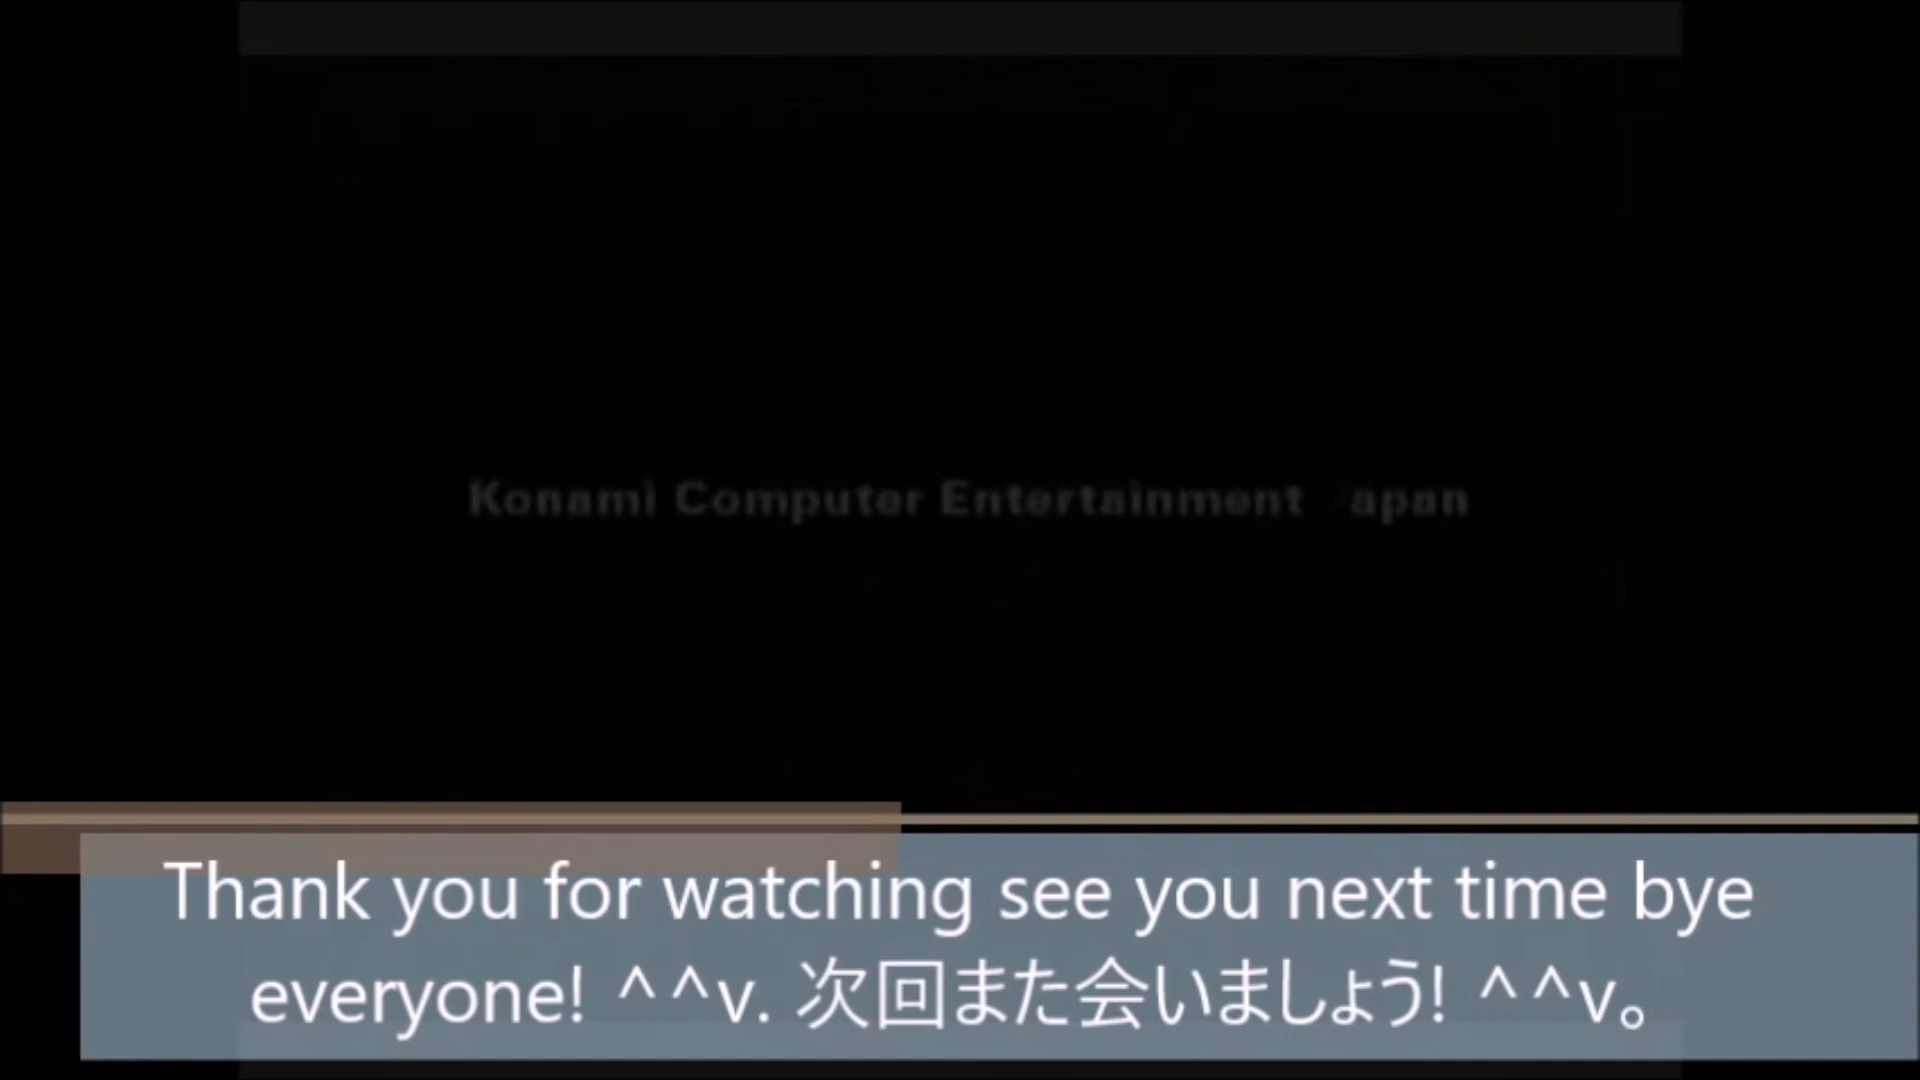 Konami Computer Entertainment Japan
Thank you for watching see you next time bye
everyone! ^^v. 次回また会いましょう! ^^v。